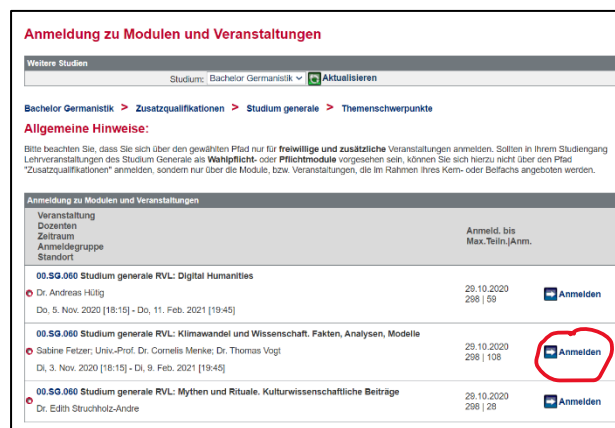 Anmeldung zu Modulen und Veranstaltungen
Weitere Studien
Studium: Bachelor Germanistik Aktualisieren
Bachelor Germanistik > Zusatzqualifikationen > Studium generale > Themenschwerpunkte
Allgemeine Hinweise:
Bitte beachten Sie, dass Sie sich über den gewählten Pfad nur für freiwillige und zusätzliche Veranstaltungen anmelden. Sollten in Ihrem Studiengang
Lehrveranstaltungen des Studium Generale als Wahlpflicht- oder Pflichtmodule vorgesehen sein, können Sie sich hierzu nicht über den Pfad
"Zusatzqualifikationen" anmelden, sondern nur über die Module, bzw. Veranstaltungen, die im Rahmen Ihres Kern- oder Beifachs angeboten werden.
Anmeldung zu Modulen und Veranstaltungen
Veranstaltung
Dozenten
Zeitraum
Anmeldegruppe
Standort
Anmeld. bis
Max.Teiln.|Anm.
00.SG.060 Studium generale RVL: Digital Humanities
Dr. Andreas Hütig
Do, 5. Nov. 2020 [18:15] - Do, 11. Feb. 2021 [19:45]
29.10.2020
298 | 59
Anmelden
00.SG.060 Studium generale RVL: Klimawandel und Wissenschaft. Fakten, Analysen, Modelle
Sabine Fetzer; Univ.-Prof. Dr. Cornelis Menke; Dr. Thomas Vogt
Di, 3. Nov. 2020 [18:15] - Di, 9. Feb. 2021 [19:45]
29.10.2020
298 | 108
Anmelden
00.SG.060 Studium generale RVL: Mythen und Rituale. Kulturwissenschaftliche Beiträge
Dr. Edith Struchholz-Andre
29.10.2020
298 | 28
Anmelden